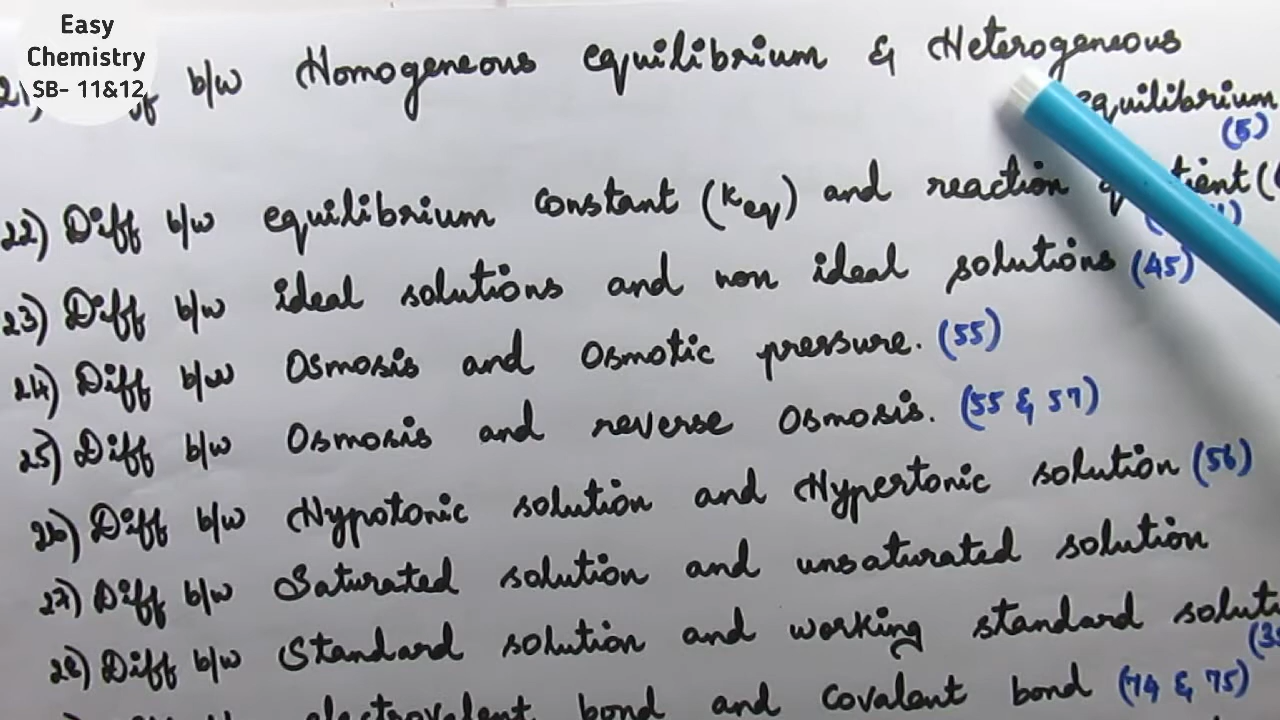 Easy
Chemistry
SB- 11&12
21) Diff b/w Homogeneous equilibrium & Heterogeneous
equilibrium
(5)
22) Diff b/w equilibrium constant (Keq) and reaction
23) Diff b/w ideal solutions and non ideal solutions (45)
24) Diff b/w Osmosis and Osmotic pressure. (55)
25) Diff b/w Osmosis and reverse Osmosis. (55 & 57)
26) Diff b/w Hypotonic solution and Hypertonic solution (56)
27) Diff b/w Saturated solution and unsaturated solution
28) Diff b/w Standard solution and working standard
electrovalent bond and covalent bond (74 & 75)